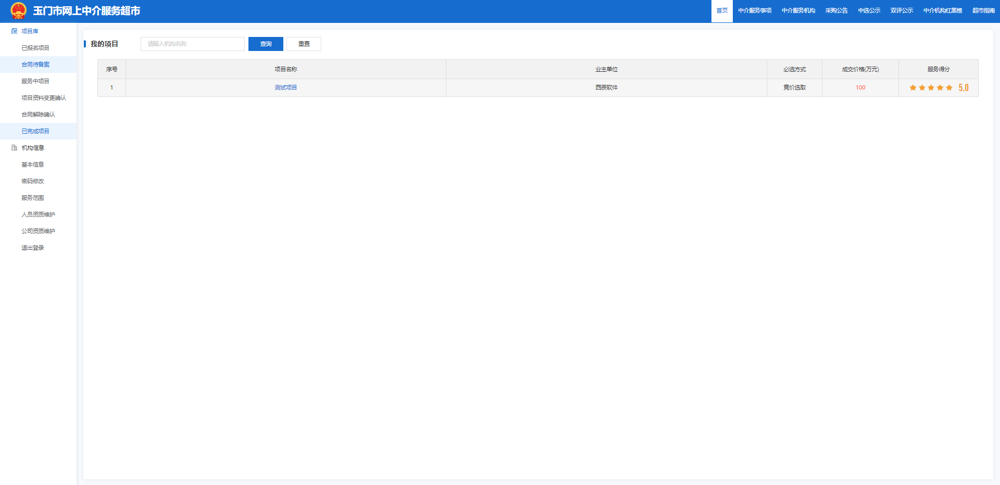 玉门市网上中介服务超市
首页 中介服务事项 中介服务机构 采购公告 中选公示 双评公示 中介机构红黑榜 超市指南
项目库
已报名项目
合同待备案
服务中项目
项目资料变更确认
合同解除确认
已完成项目
机构信息
基本信息
密码修改
服务范围
人员资质维护
公司资质维护
退出登录
我的项目 请输入机构名称 查询 重置
序号 项目名称 业主单位 必选方式 成交价格(万元) 服务得分
1 测试项目 西辰软件 竞价选取 100 5.0